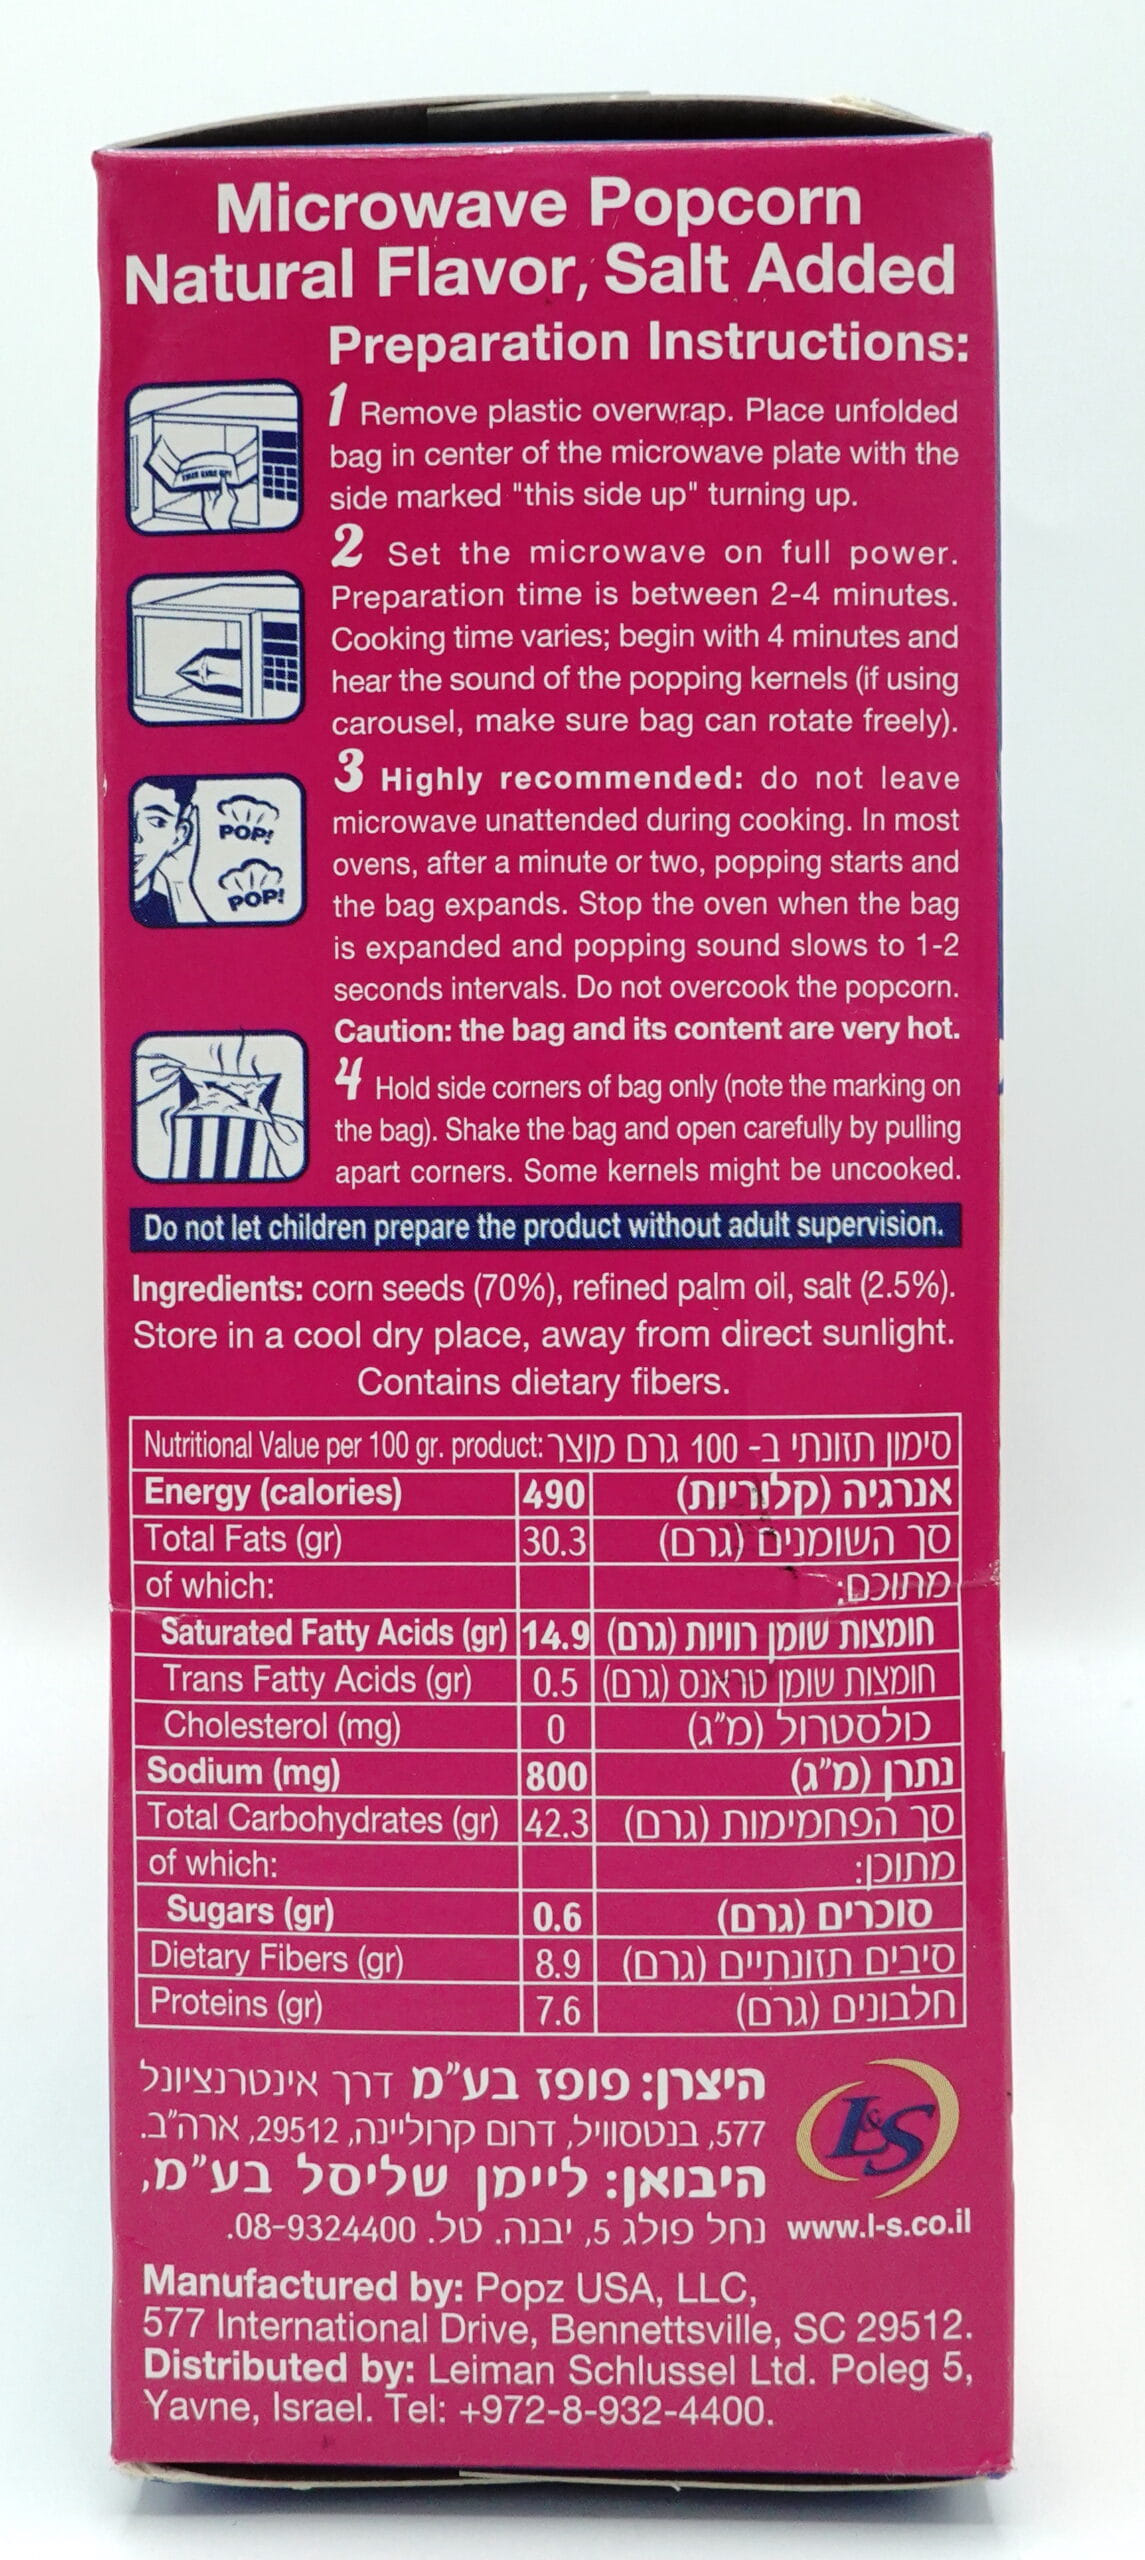 Microwave Popcorn
Natural Flavor, Salt Added
Preparation Instructions:
1 Remove plastic overwrap. Place unfolded
bag in center of the microwave plate with the
side marked "this side up" turning up.
2 Set the microwave on full power.
Preparation time is between 2-4 minutes.
Cooking time varies; begin with 4 minutes and
hear the sound of the popping kernels (if using
carousel, make sure bag can rotate freely).
POP!
POP!
3 Highly recommended: do not leave
microwave unattended during cooking. In most
ovens, after a minute or two, popping starts and
the bag expands. Stop the oven when the bag
is expanded and popping sound slows to 1-2
seconds intervals. Do not overcook the popcorn.
Caution: the bag and its content are very hot.
4 Hold side corners of bag only (note the marking on
the bag). Shake the bag and open carefully by pulling
apart corners. Some kernels might be uncooked.
Do not let children prepare the product without adult supervision.
Ingredients: corn seeds (70%), refined palm oil, salt (2.5%).
Store in a cool dry place, away from direct sunlight.
Contains dietary fibers.
Nutritional Value per 100 gr. product: סימון תזונתי ב- 100 גרם מוצר
Energy (calories) 490 אנרגיה (קלוריות)
Total Fats (gr) 30.3 סך השומנים (גרם)
of which: מתוכם:
Saturated Fatty Acids (gr) 14.9 חומצות שומן רוויות (גרם)
Trans Fatty Acids (gr) 0.5 חומצות שומן טראנס (גרם)
Cholesterol (mg) 0 כולסטרול (מ"ג)
Sodium (mg) 800 נתרן (מ"ג)
Total Carbohydrates (gr) 42.3 סך הפחמימות (גרם)
of which: מתוכן:
Sugars (gr) 0.6 סוכרים (גרם)
Dietary Fibers (gr) 8.9 סיבים תזונתיים (גרם)
Proteins (gr) 7.6 חלבונים (גרם)
היצרן: פופז בע"מ דרך אינטרנציונל
577, בנטסוויל, דרום קרוליינה, 29512, ארה"ב.
היבואן: ליימן שליסל בע"מ,
נחל פולג 5, יבנה. טל. 08-9324400.
L&S
www.l-s.co.il
Manufactured by: Popz USA, LLC,
577 International Drive, Bennettsville, SC 29512.
Distributed by: Leiman Schlussel Ltd. Poleg 5,
Yavne, Israel. Tel: +972-8-932-4400.